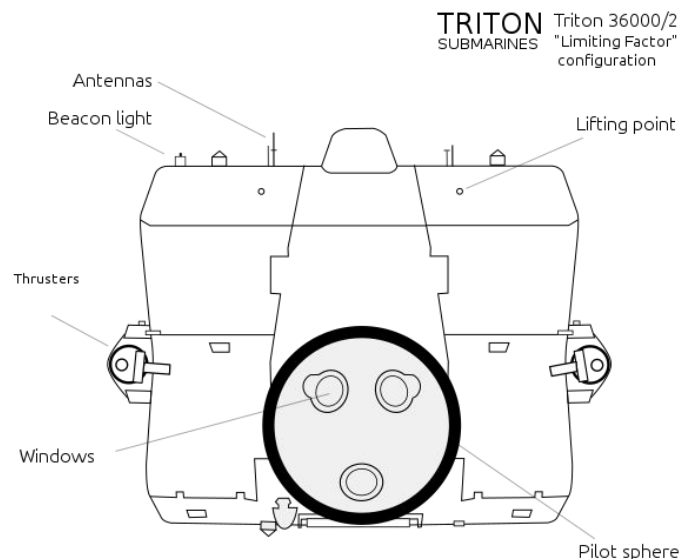 TRITON
SUBMARINES
Triton 36000/2
"Limiting Factor"
configuration
Antennas
Beacon light
Lifting point
Thrusters
Windows
Pilot sphere